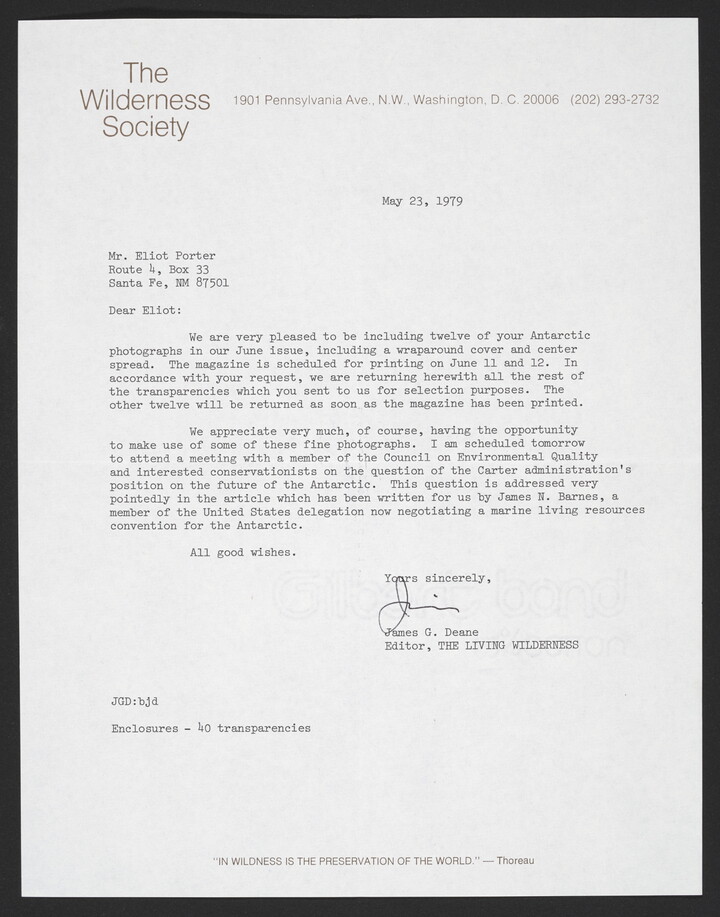 The
Wilderness
Society
1901 Pennsylvania Ave., N.W., Washington, D. C. 20006 (202) 293-2732
May 23, 1979
Mr. Eliot Porter
Route 4, Box 33
Santa Fe, NM 87501
Dear Eliot:
We are very pleased to be including twelve of your Antarctic
photographs in our June issue, including a wraparound cover and center
spread. The magazine is scheduled for printing on June 11 and 12. In
accordance with your request, we are returning herewith all the rest of
the transparencies which you sent to us for selection purposes. The
other twelve will be returned as soon as the magazine has been printed.
We appreciate very much, of course, having the opportunity
to make use of some of these fine photographs. I am scheduled tomorrow
to attend a meeting with a member of the Council on Environmental Quality
and interested conservationists on the question of the Carter administration's
position on the future of the Antarctic. This question is addressed very
pointedly in the article which has been written for us by James N. Barnes, a
member of the United States delegation now negotiating a marine living resources
convention for the Antarctic.
All good wishes.
Yours sincerely,
Jim
James G. Deane
Editor, THE LIVING WILDERNESS
JGD:bjd
Enclosures - 40 transparencies
"IN WILDNESS IS THE PRESERVATION OF THE WORLD." — Thoreau